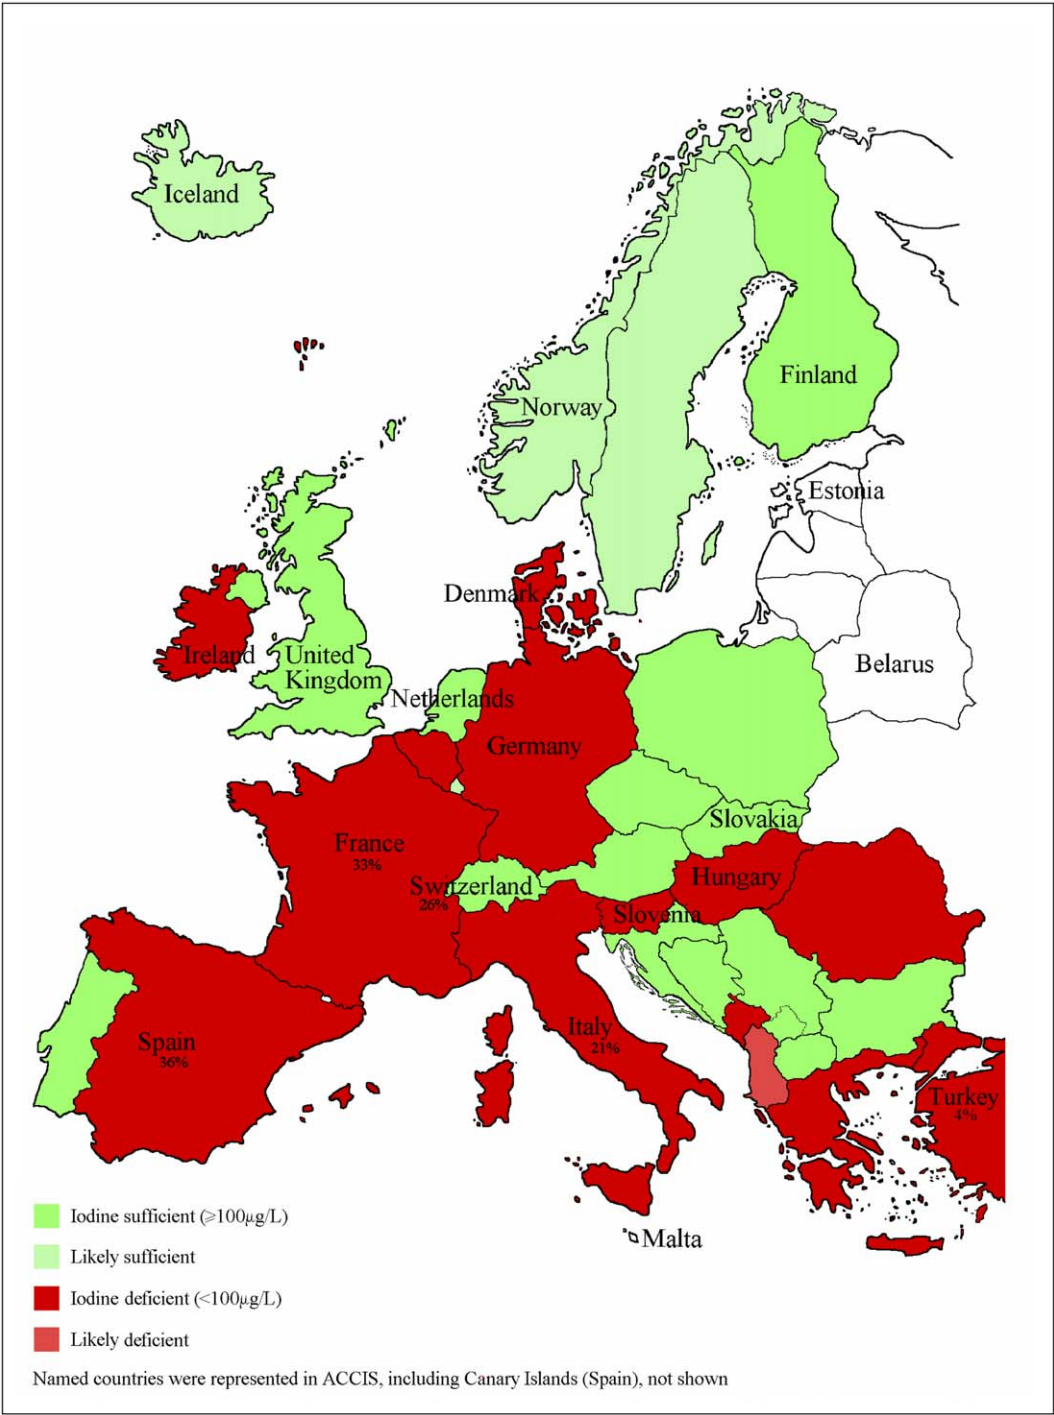 Iceland
Norway
Finland
Estonia
Denmark
Ireland
United
Kingdom
Belarus
Netherlands
Germany
Slovakia
France
33%
Switzerland
26%
Hungary
Slovenia
Spain
36%
Italy
21%
Turkey
4%
Malta
Iodine sufficient (⩾100µg/L)
Likely sufficient
Iodine deficient (<100µg/L)
Likely deficient
Named countries were represented in ACCIS, including Canary Islands (Spain), not shown